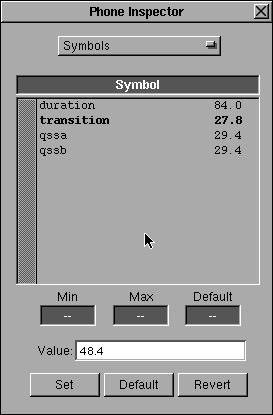 Phone Inspector
Symbols
Symbol
duration 84.0
transition 27.8
qssa 29.4
qssb 29.4
Min Max Default
-- -- --
Value: 48.4
Set Default Revert